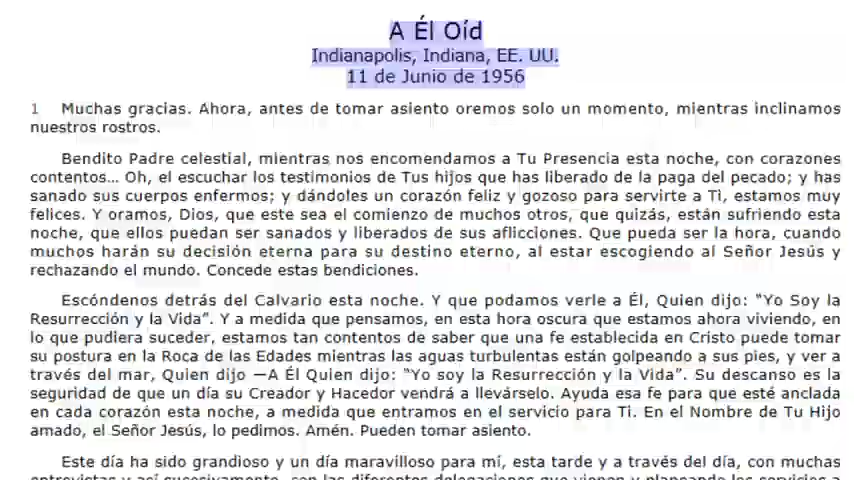 A Él Oíd
Indianapolis, Indiana, EE. UU.
11 de Junio de 1956
1 Muchas gracias. Ahora, antes de tomar asiento oremos solo un momento, mientras inclinamos
nuestros rostros.
Bendito Padre celestial, mientras nos encomendamos a Tu Presencia esta noche, con corazones
contentos... Oh, el escuchar los testimonios de Tus hijos que has liberado de la paga del pecado; y has
sanado sus cuerpos enfermos; y dándoles un corazón feliz y gozoso para servirte a Ti, estamos muy
felices. Y oramos, Dios, que este sea el comienzo de muchos otros, que quizás, están sufriendo esta
noche, que ellos puedan ser sanados y liberados de sus aflicciones. Que pueda ser la hora, cuando
muchos harán su decisión eterna para su destino eterno, al estar escogiendo al Señor Jesús y
rechazando el mundo. Concede estas bendiciones.
Escóndenos detrás del Calvario esta noche. Y que podamos verle a Él, Quien dijo: “Yo Soy la
Resurrección y la Vida”. Y a medida que pensamos, en esta hora oscura que estamos ahora viviendo, en
lo que pudiera suceder, estamos tan contentos de saber que una fe establecida en Cristo puede tomar
su postura en la Roca de las Edades mientras las aguas turbulentas están golpeando a sus pies, y ver a
través del mar, Quien dijo —A Él Quien dijo: “Yo soy la Resurrección y la Vida”. Su descanso es la
seguridad de que un día su Creador y Hacedor vendrá a llevárselo. Ayuda esa fe para que esté anclada
en cada corazón esta noche, a medida que entramos en el servicio para Ti. En el Nombre de Tu Hijo
amado, el Señor Jesús, lo pedimos. Amén. Pueden tomar asiento.
Este día ha sido grandioso y un día maravilloso para mí, esta tarde y a través del día, con muchas
entrevistas y así sucesivamente, con las diferentes delegaciones que vienen y planeando los servicios a